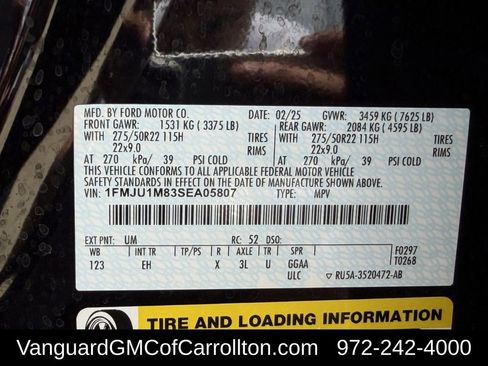 MFD. BY FORD MOTOR CO. 02/25 GVWR: 3459 KG ( 7625 LB)
FRONT GAWR: 1531 KG ( 3375 LB) REAR GAWR: 2084 KG ( 4595 LB)
WITH 275/50R22 115H TIRES WITH 275/50R22 115H TIRES
22x9.0 RIMS 22x9.0 RIMS
AT 270 kPa/ 39 PSI COLD AT 270 kPa/ 39 PSI COLD
THIS VEHICLE CONFORMS TO ALL APPLICABLE FEDERAL MOTOR VEHICLE
SAFETY STANDARDS IN EFFECT ON THE DATE OF MANUFACTURE SHOWN ABOVE.
VIN: 1FMJU1M83SEA05807 TYPE: MPV
EXT PNT: UM RC: 52 DSO:
WB INT TR TP/PS R AXLE TR SPR F0297
123 EH X 3L U GGAA T0268
ULC RU5A-3520472-AB
TIRE AND LOADING INFORMATION
VanguardGMCofCarrollton.com 972-242-4000